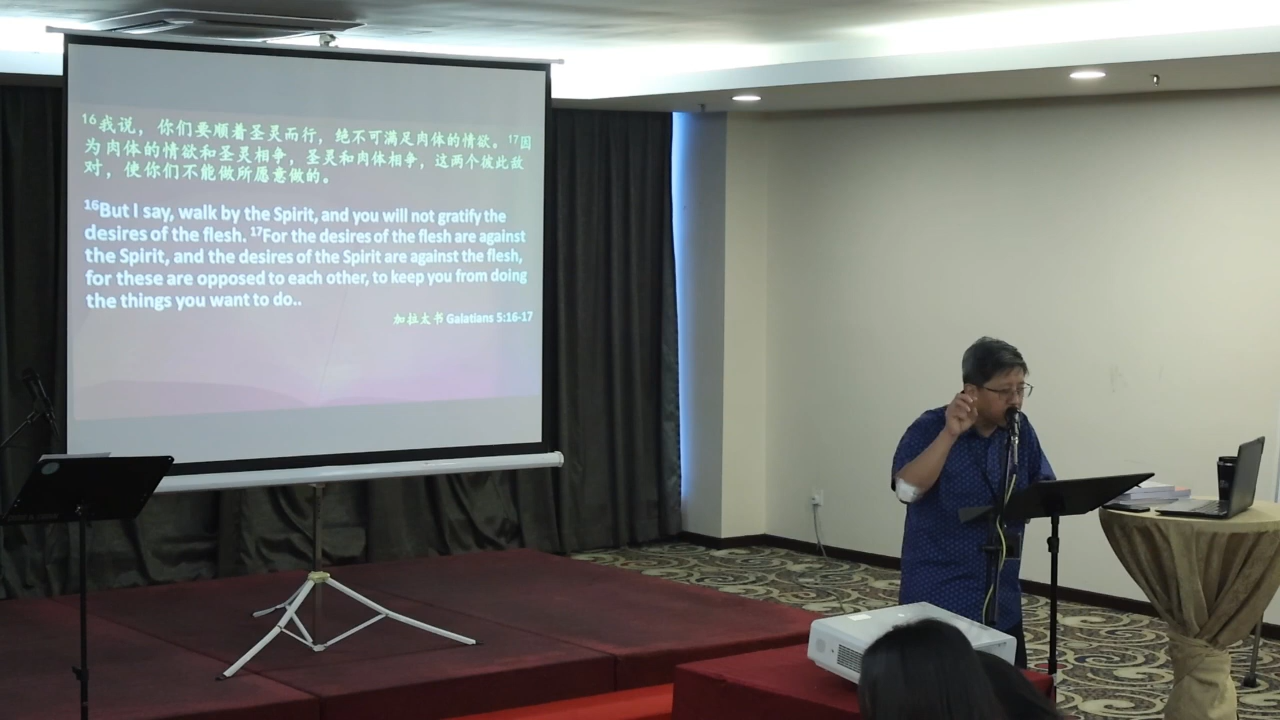 16我说，你们要顺着圣灵而行，绝不可满足肉体的情欲。17因
为肉体的情欲和圣灵相争，圣灵和肉体相争，这两个彼此敌
对，使你们不能做所愿意做的。
16But I say, walk by the Spirit, and you will not gratify the
desires of the flesh. 17For the desires of the flesh are against
the Spirit, and the desires of the Spirit are against the flesh,
for these are opposed to each other, to keep you from doing
the things you want to do..
加拉太书 Galatians 5:16-17